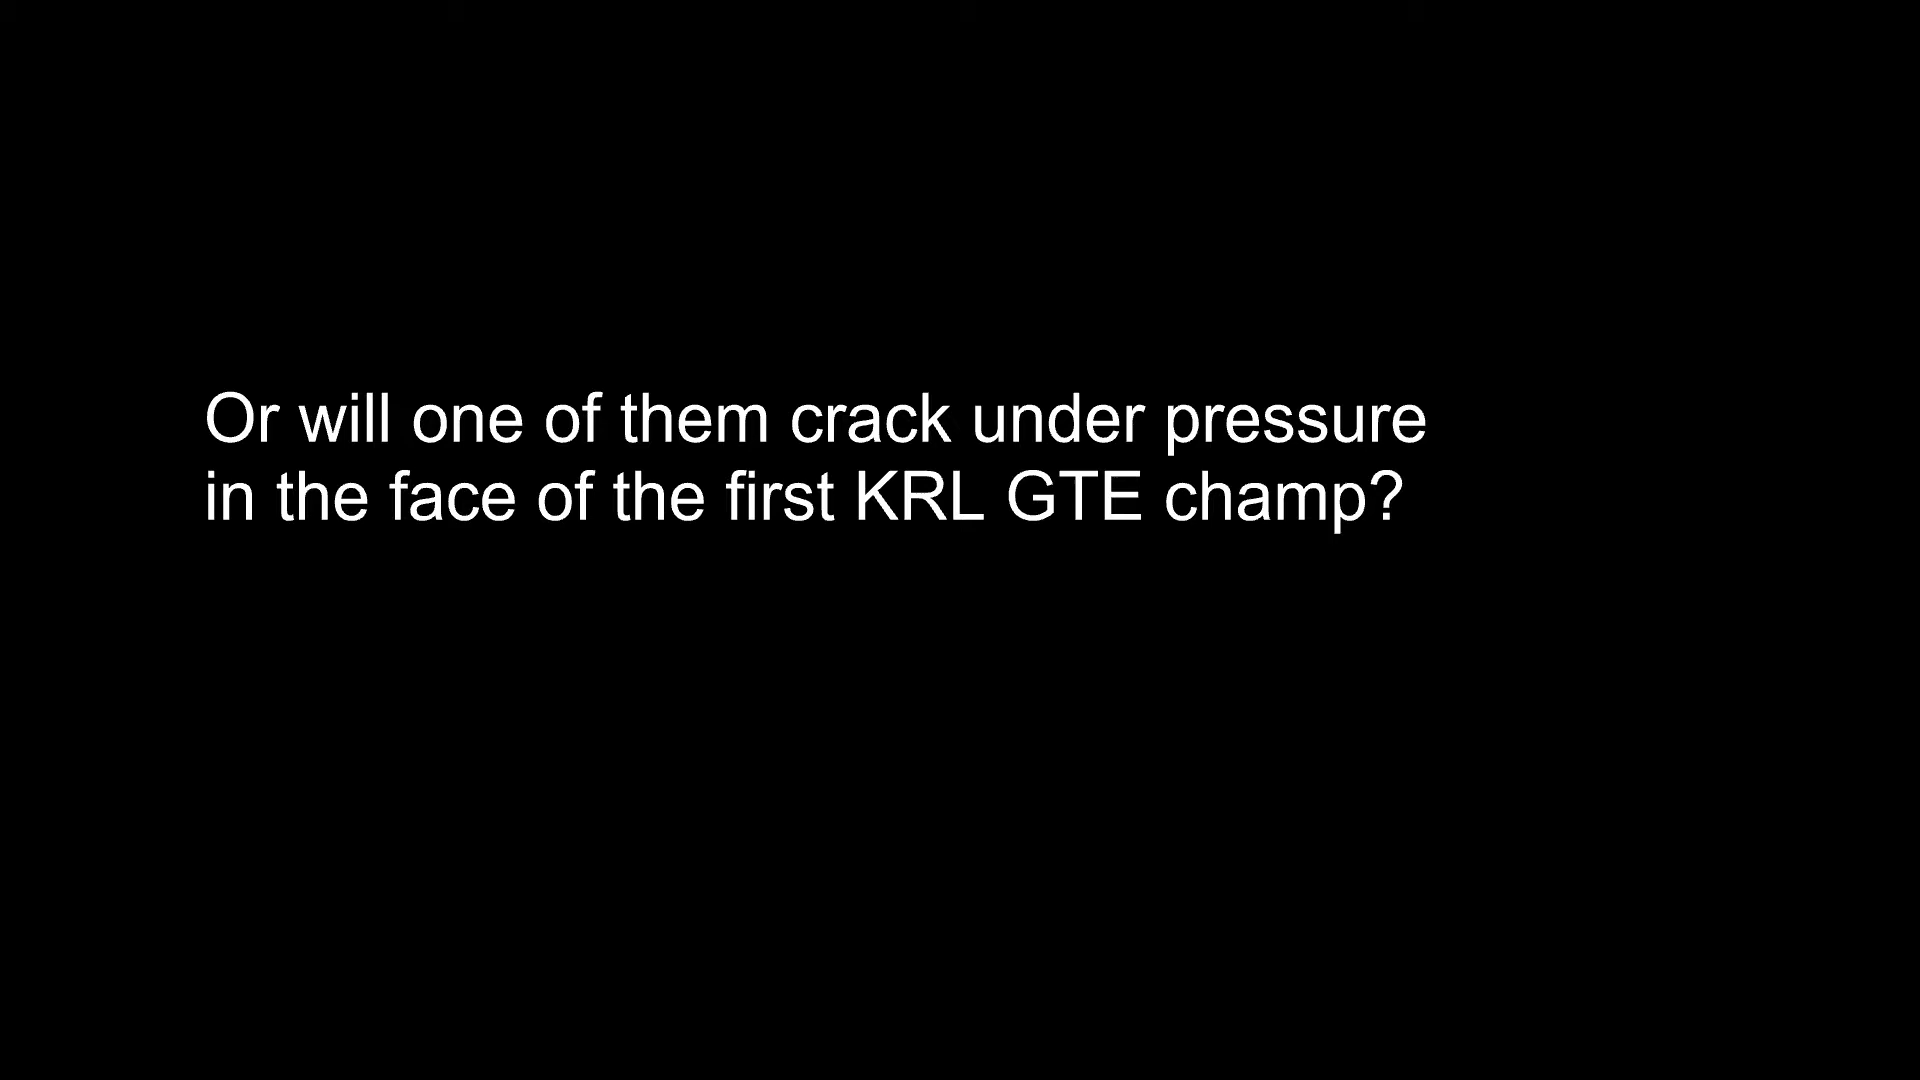 Or will one of them crack under pressure
in the face of the first KRL GTE champ?